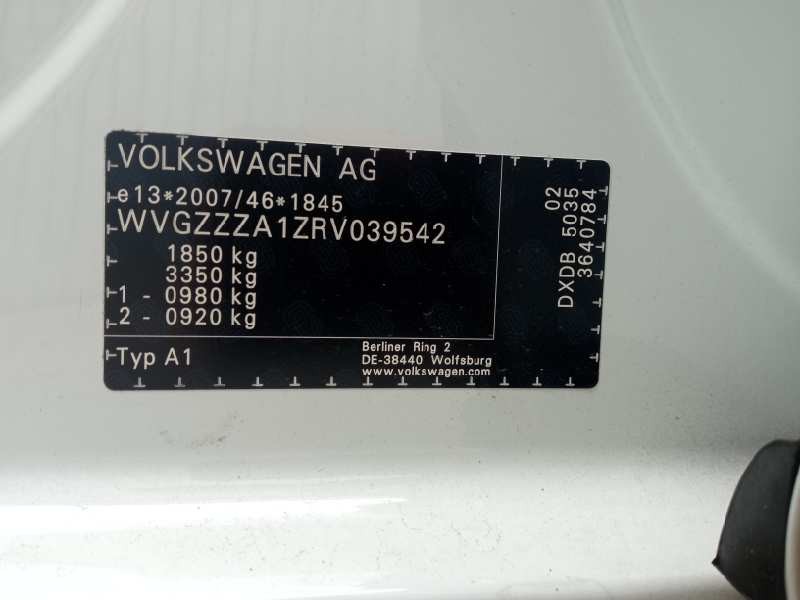 VOLKSWAGEN AG
e13*2007/46*1845
WVGZZZA1ZRV039542
1850 kg
3350 kg
1 - 0980 kg
2 - 0920 kg
Typ A1
Berliner Ring 2
DE-38440 Wolfsburg
www.volkswagen.com
02
DXDB 5035
3640784